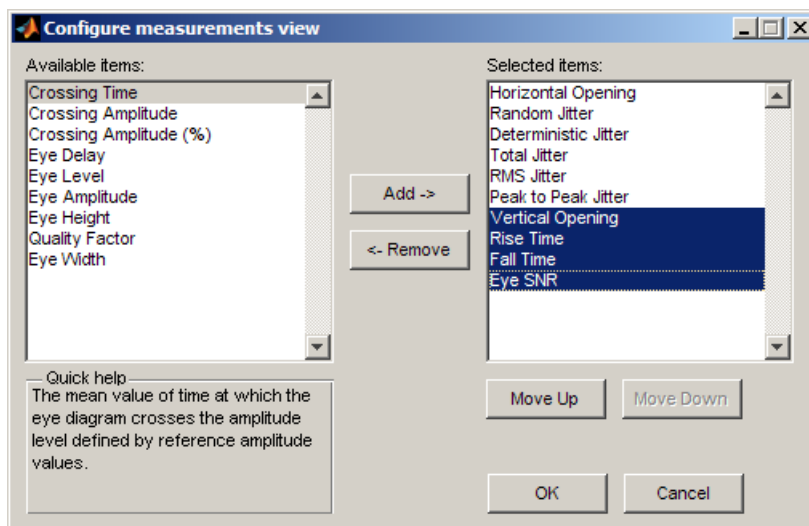 Configure measurements view
Available items:
Crossing Time
Crossing Amplitude
Crossing Amplitude (%)
Eye Delay
Eye Level
Eye Amplitude
Eye Height
Quality Factor
Eye Width
Add ->
<- Remove
Selected items:
Horizontal Opening
Random Jitter
Deterministic Jitter
Total Jitter
RMS Jitter
Peak to Peak Jitter
Vertical Opening
Rise Time
Fall Time
Eye SNR
Quick help
The mean value of time at which the
eye diagram crosses the amplitude
level defined by reference amplitude
values.
Move Up
Move Down
OK
Cancel